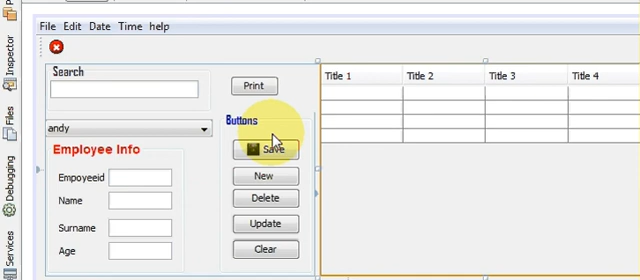 File Edit Date Time help
Search
Print
andy
Employee Info
Empoyeeid
Name
Surname
Age
Buttons
Save
New
Delete
Update
Clear
Title 1 Title 2 Title 3 Title 4
Inspector
Files
Debugging
Services